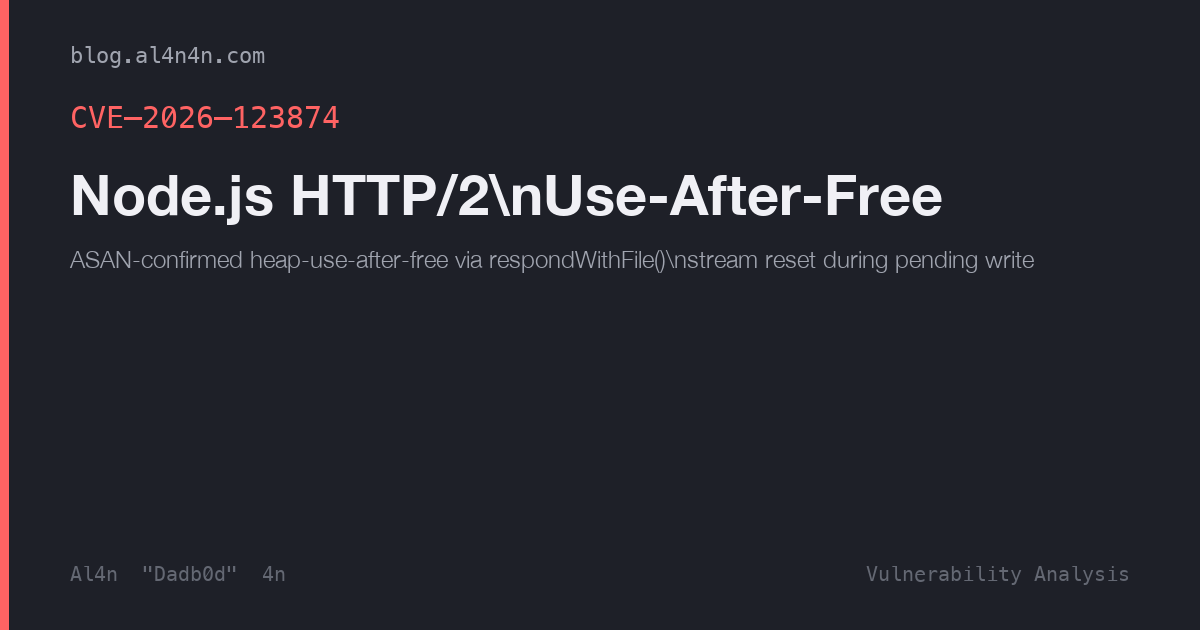 blog.al4n4n.com
CVE–2026–123874
Node.js HTTP/2\nUse-After-Free
ASAN-confirmed heap-use-after-free via respondWithFile()\nstream reset during pending write
Al4n "Dadb0d" 4n
Vulnerability Analysis